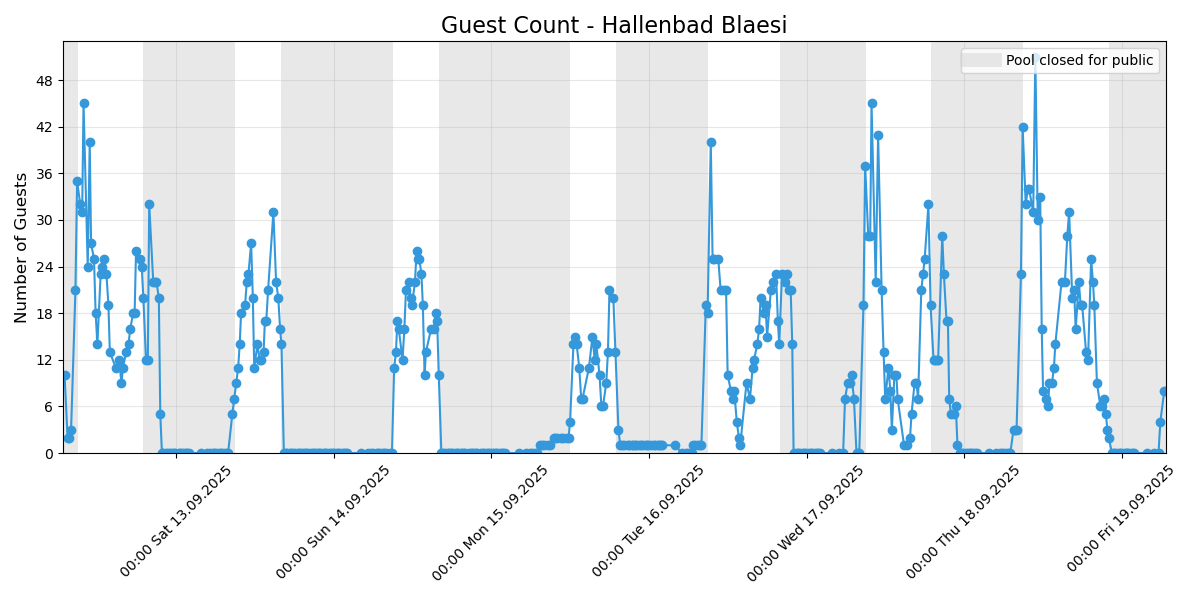 Guest Count - Hallenbad Blaesi
Pool closed for public
Number of Guests
48
42
36
30
24
18
12
6
0
00:00 Sat 13.09.2025
00:00 Sun 14.09.2025
00:00 Mon 15.09.2025
00:00 Tue 16.09.2025
00:00 Wed 17.09.2025
00:00 Thu 18.09.2025
00:00 Fri 19.09.2025